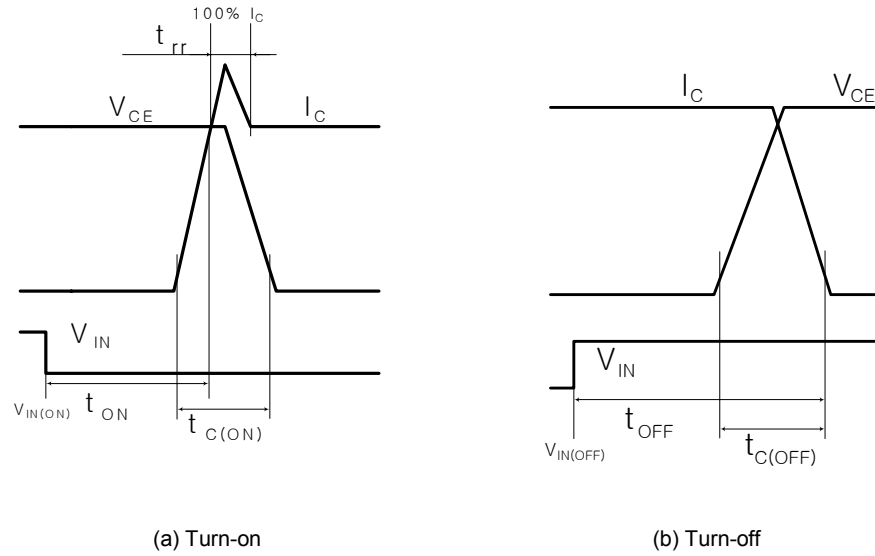 100% I_C
t_rr
V_CE
I_C
V_IN
V_IN(ON)
t_ON
t_C(ON)
(a) Turn-on
I_C
V_CE
V_IN
V_IN(OFF)
t_OFF
t_C(OFF)
(b) Turn-off